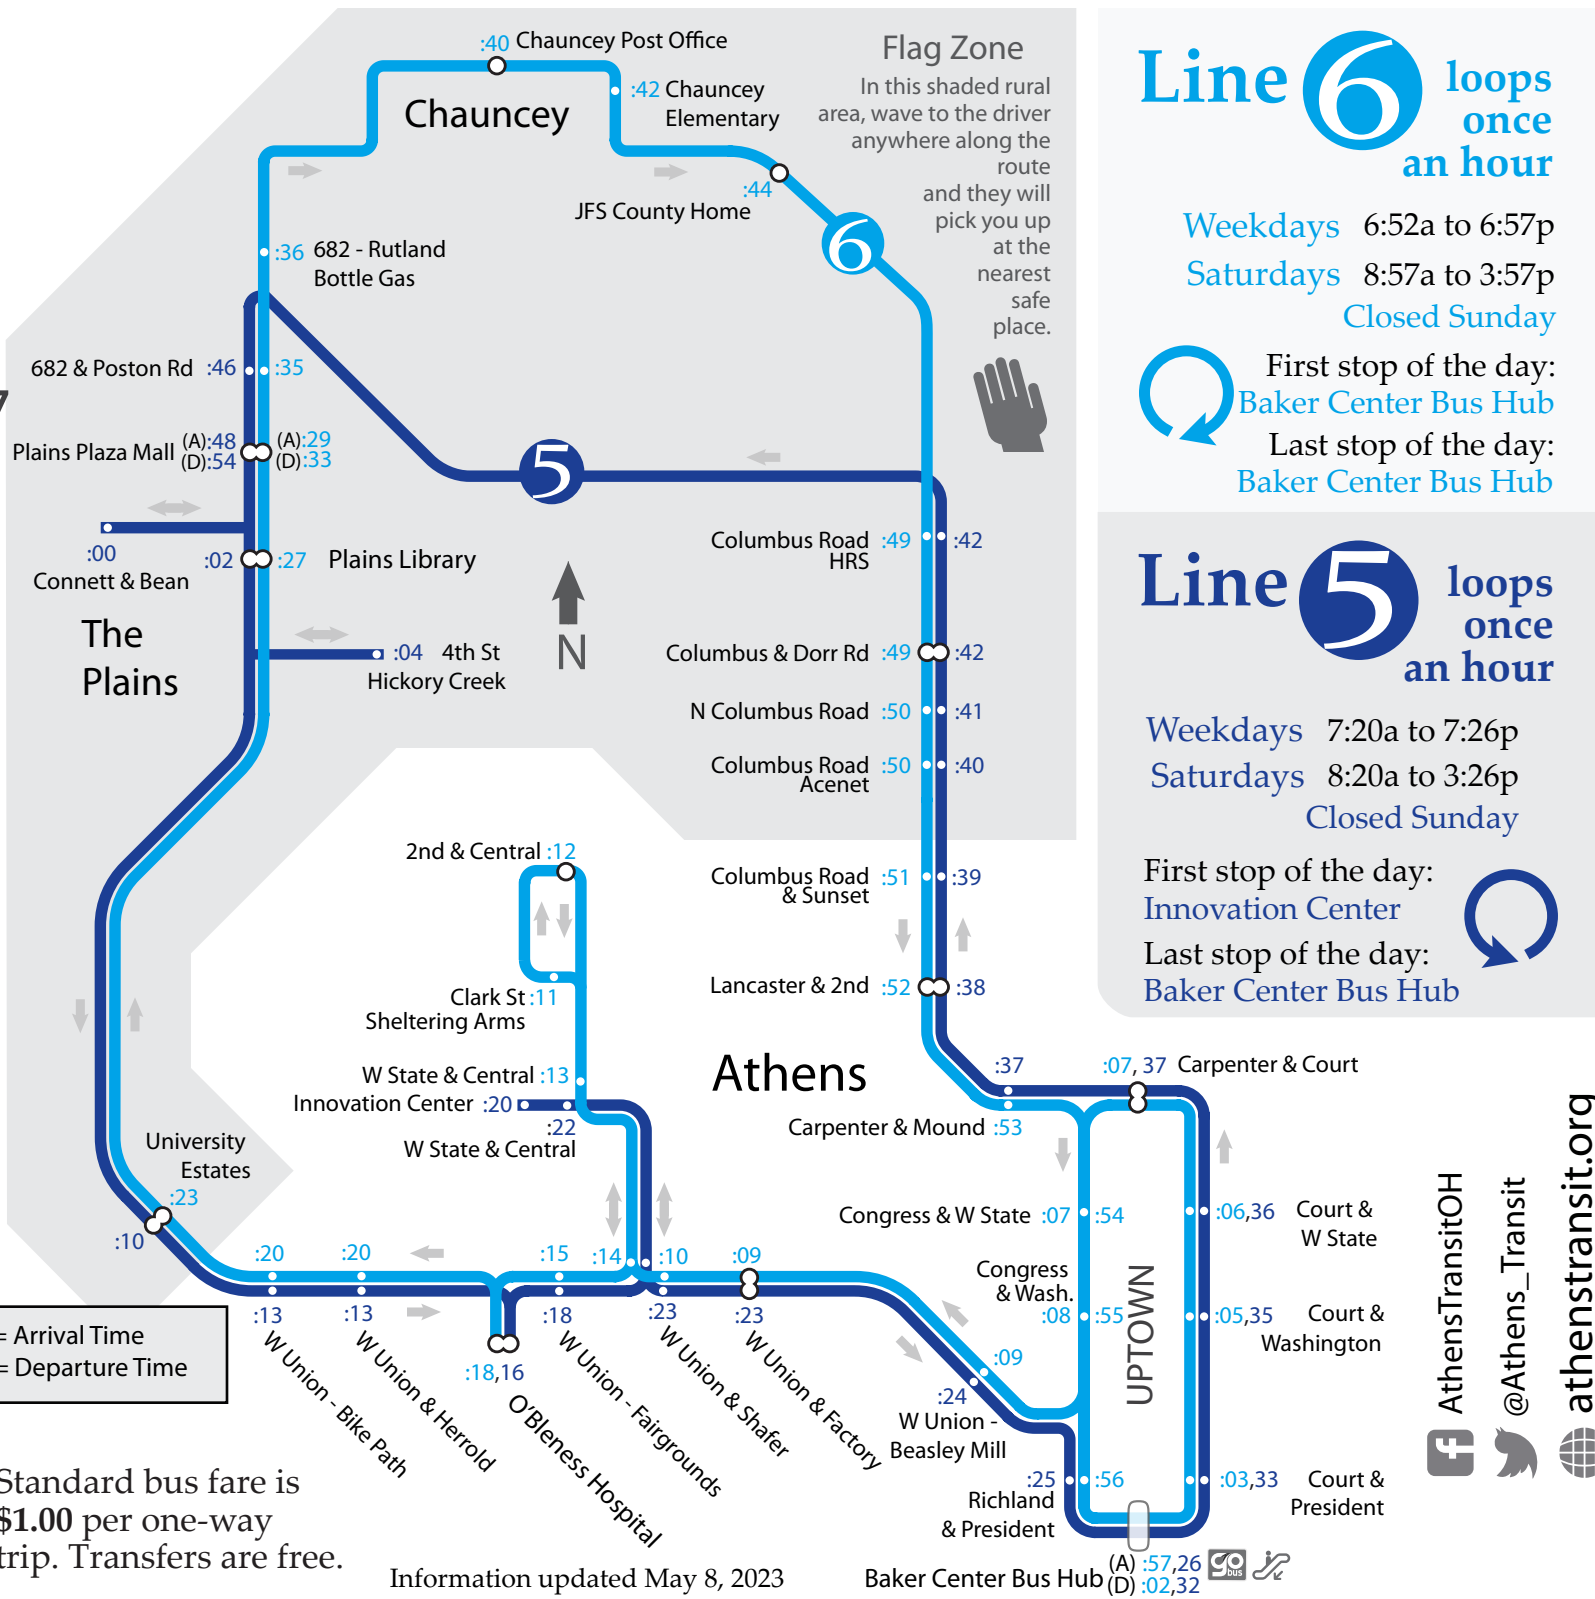 :40 Chauncey Post Office
Chauncey
:42 Chauncey
Elementary
:44
JFS County Home
Flag Zone
In this shaded rural
area, wave to the driver
anywhere along the
route
and they will
pick you up
at the
nearest
safe
place.
6
:36 682 - Rutland
Bottle Gas
682 & Poston Rd :46 :35
7
Plains Plaza Mall (A):48 (A):29
(D):54 (D):33
5
:00
Connett & Bean
:02 :27 Plains Library
The
Plains
:04 4th St
Hickory Creek
N
Columbus Road :49 :42
HRS
Columbus & Dorr Rd :49 :42
N Columbus Road :50 :41
Columbus Road :50 :40
Acenet
Columbus Road :51 :39
& Sunset
Lancaster & 2nd :52 :38
2nd & Central :12
Clark St :11
Sheltering Arms
W State & Central :13
Innovation Center :20
:22
W State & Central
Athens
:37
:07, 37 Carpenter & Court
Carpenter & Mound :53
Congress & W State :07 :54
:06,36 Court &
W State
Congress
& Wash.
:08 :55
:05,35 Court &
Washington
UPTOWN
University
Estates
:23
:10
:20 :20 :15 :14 :10 :09
:13 :13 :18 :23 :23
:18,16
W Union - Bike Path
W Union & Herrold
O'Bleness Hospital
W Union - Fairgrounds
W Union & Shafer
W Union & Factory
:09
:24
W Union -
Beasley Mill
:25 :56
Richland
& President
:03,33 Court &
President
Baker Center Bus Hub (A) :57,26
(D) :02,32
go
bus
= Arrival Time
= Departure Time
Standard bus fare is
$1.00 per one-way
trip. Transfers are free.
Information updated May 8, 2023
Line 6 loops
once
an hour
Weekdays 6:52a to 6:57p
Saturdays 8:57a to 3:57p
Closed Sunday
First stop of the day:
Baker Center Bus Hub
Last stop of the day:
Baker Center Bus Hub
Line 5 loops
once
an hour
Weekdays 7:20a to 7:26p
Saturdays 8:20a to 3:26p
Closed Sunday
First stop of the day:
Innovation Center
Last stop of the day:
Baker Center Bus Hub
AthensTransitOH
@Athens_Transit
athenstransit.org